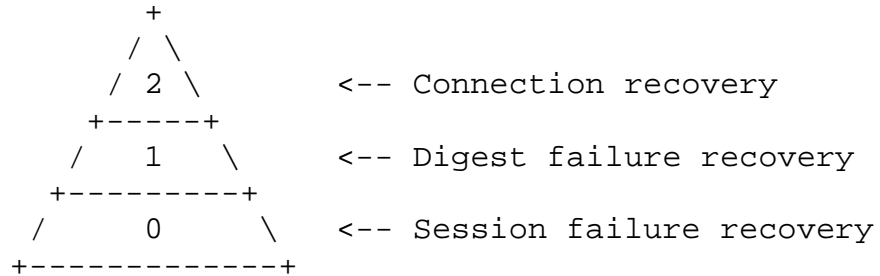 +
/ \
/ 2 \ <-- Connection recovery
+-----+
/ 1 \ <-- Digest failure recovery
+---------+
/ 0 \ <-- Session failure recovery
+-------------+